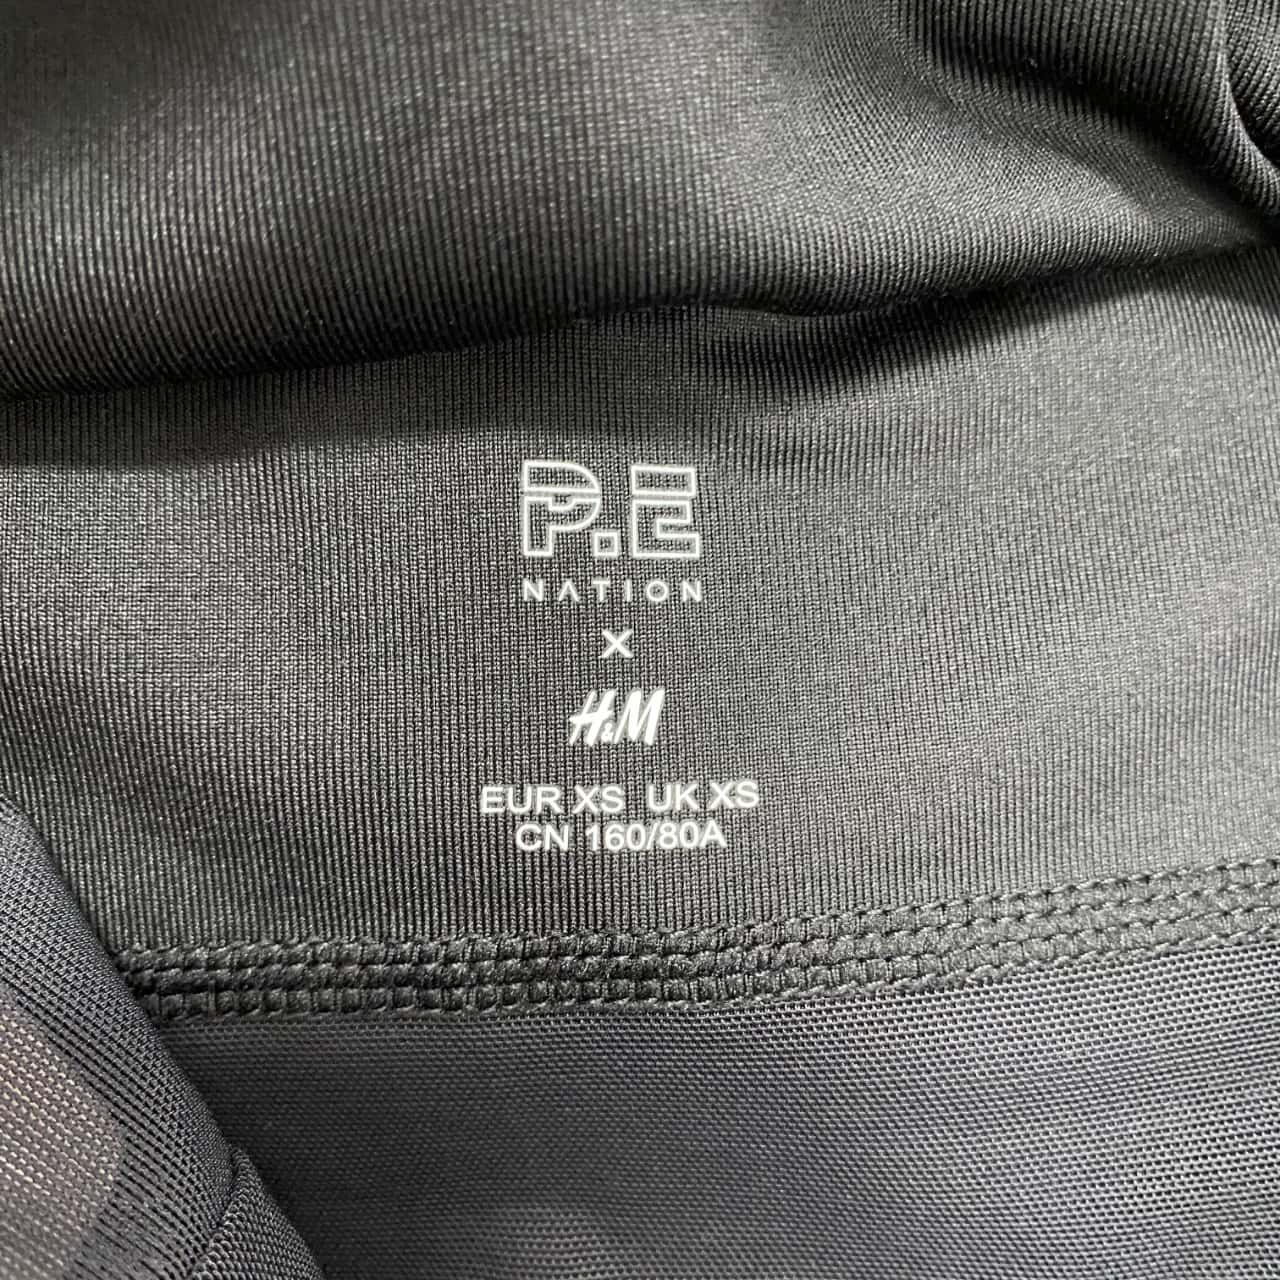 P.E
NATION
X
H&M
EUR XS UK XS
CN 160/80A